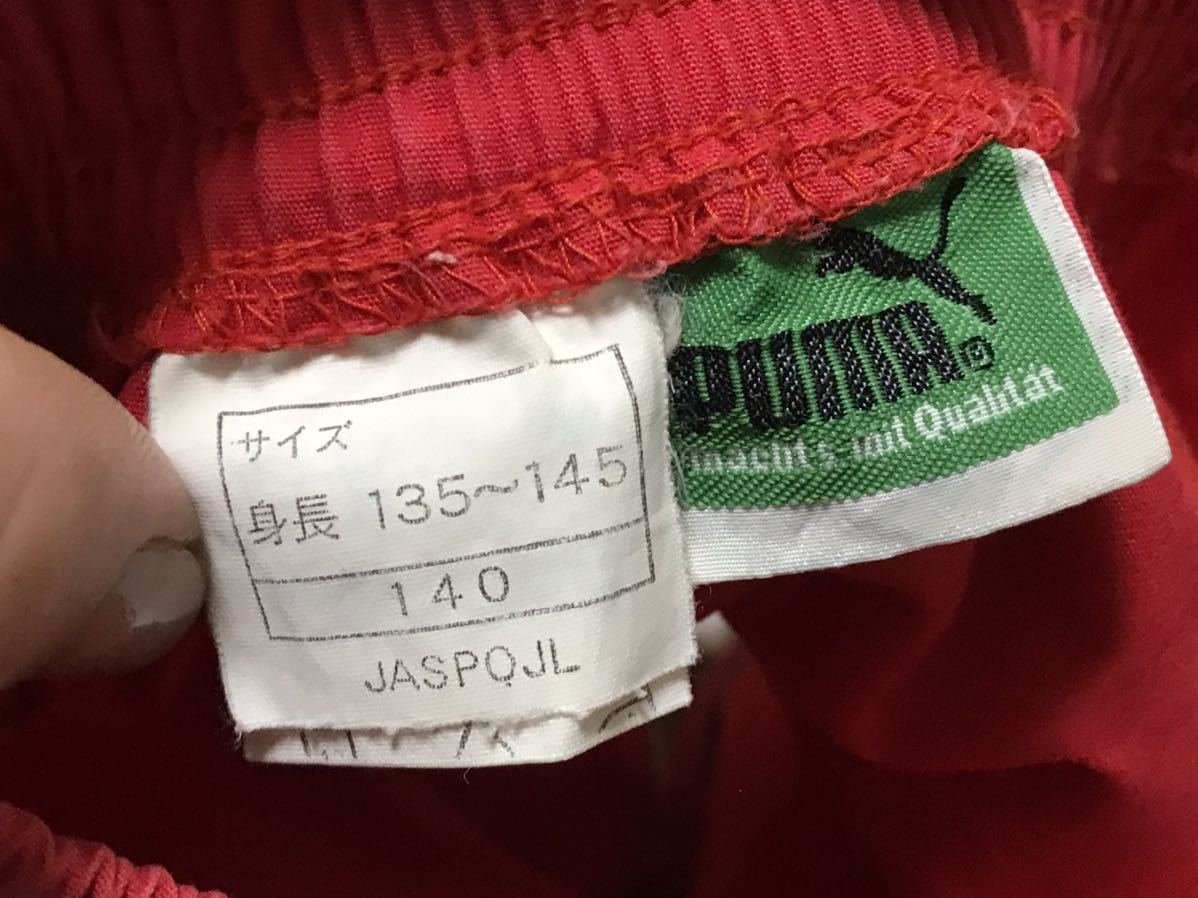 サイズ
身長 135~145
140
JASPO JL
PUMA®
macht's mit Qualität